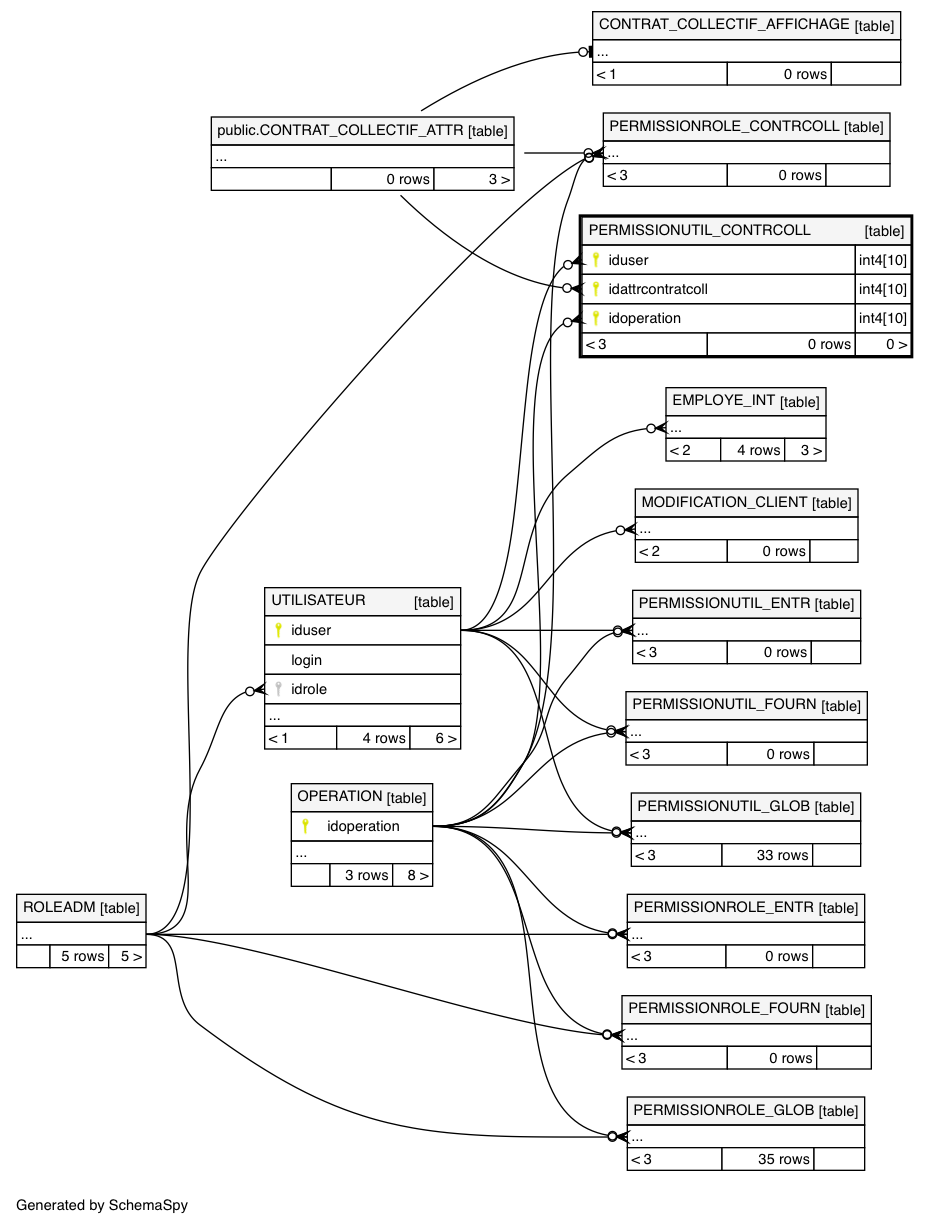 CONTRAT_COLLECTIF_AFFICHAGE [table]
...
< 1 0 rows
public.CONTRAT_COLLECTIF_ATTR [table]
...
0 rows 3 >
PERMISSIONROLE_CONTRCOLL [table]
...
< 3 0 rows
PERMISSIONUTIL_CONTRCOLL [table]
iduser int4[10]
idattrcontratcoll int4[10]
idoperation int4[10]
< 3 0 rows 0 >
EMPLOYE_INT [table]
...
< 2 4 rows 3 >
MODIFICATION_CLIENT [table]
...
< 2 0 rows
UTILISATEUR [table]
iduser
login
idrole
...
< 1 4 rows 6 >
PERMISSIONUTIL_ENTR [table]
...
< 3 0 rows
PERMISSIONUTIL_FOURN [table]
...
< 3 0 rows
OPERATION [table]
idoperation
...
3 rows 8 >
PERMISSIONUTIL_GLOB [table]
...
< 3 33 rows
ROLEADM [table]
...
5 rows 5 >
PERMISSIONROLE_ENTR [table]
...
< 3 0 rows
PERMISSIONROLE_FOURN [table]
...
< 3 0 rows
PERMISSIONROLE_GLOB [table]
...
< 3 35 rows
Generated by SchemaSpy